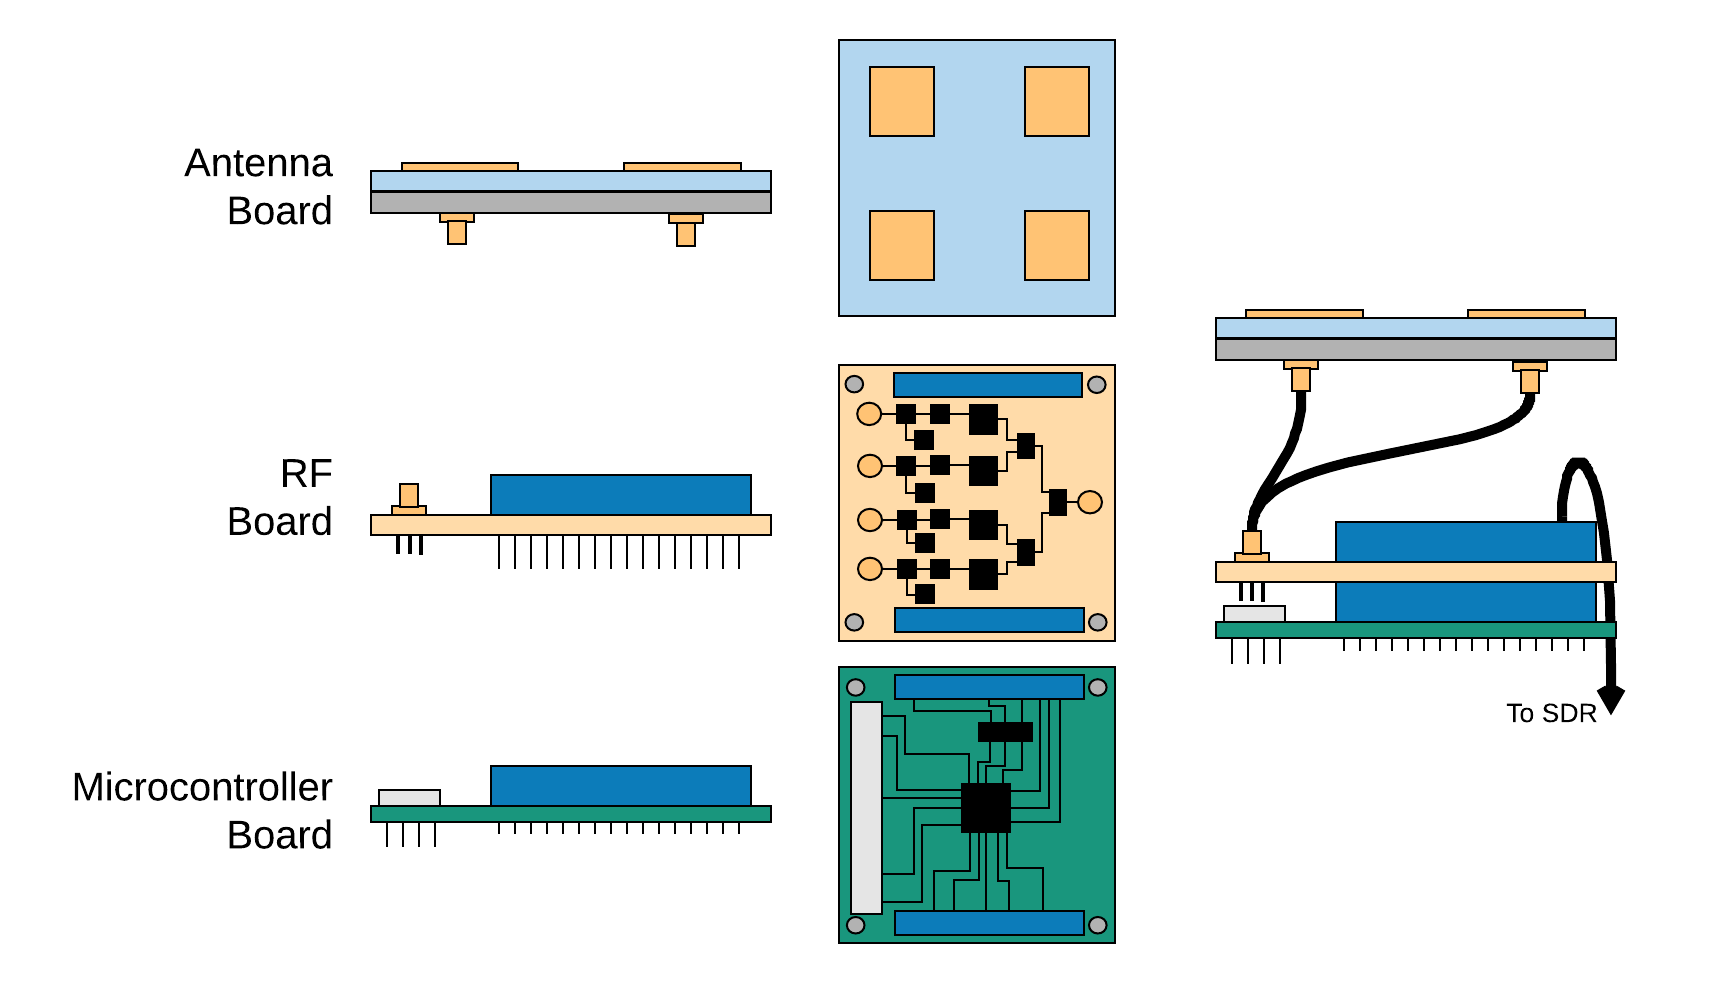 Antenna
Board
RF
Board
To SDR
Microcontroller
Board